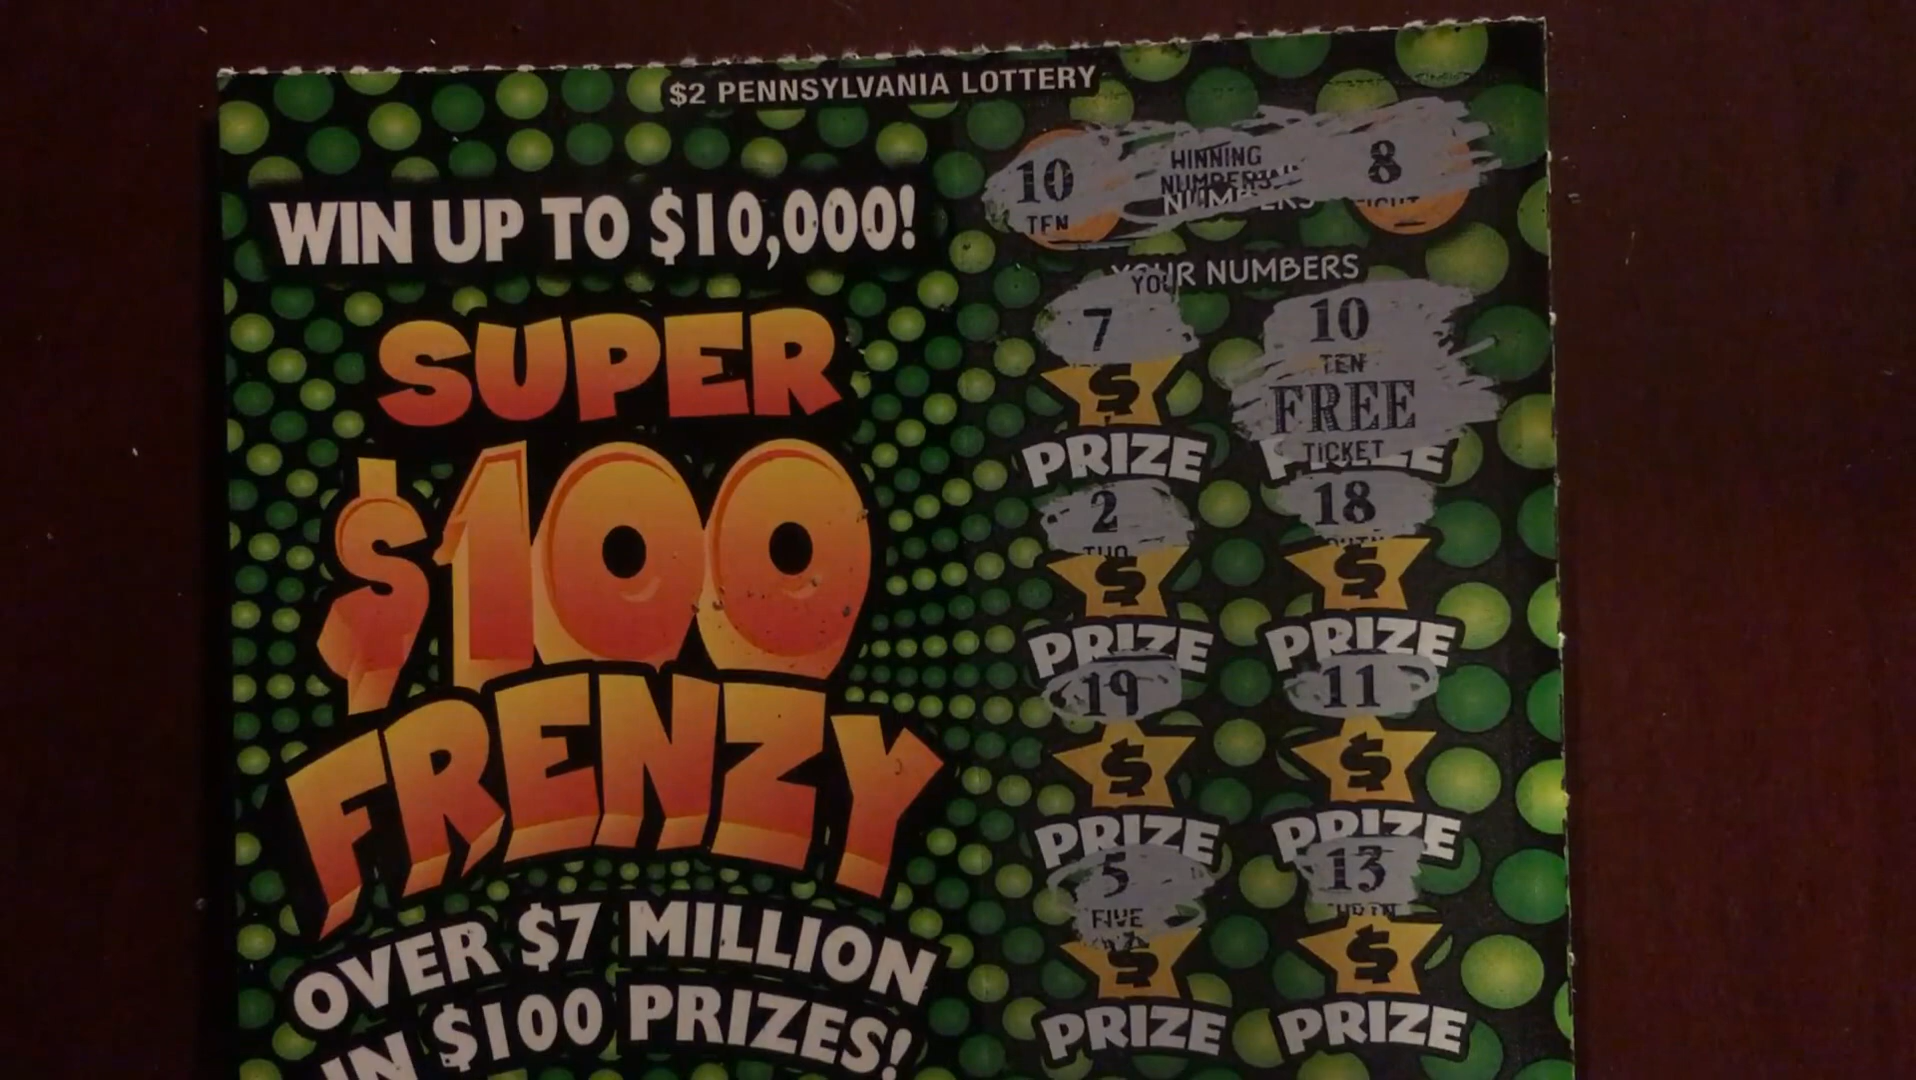 $2 PENNSYLVANIA LOTTERY
WIN UP TO $10,000!
SUPER
$100
FRENZY
OVER $7 MILLION
IN $100 PRIZES!
10 8
TEN
YOUR NUMBERS
7 10
TEN
$ FREE
TICKET
PRIZE
2 18
$ $
PRIZE PRIZE
19 11
$ $
PRIZE PRIZE
5 13
FIVE
$ $
PRIZE PRIZE